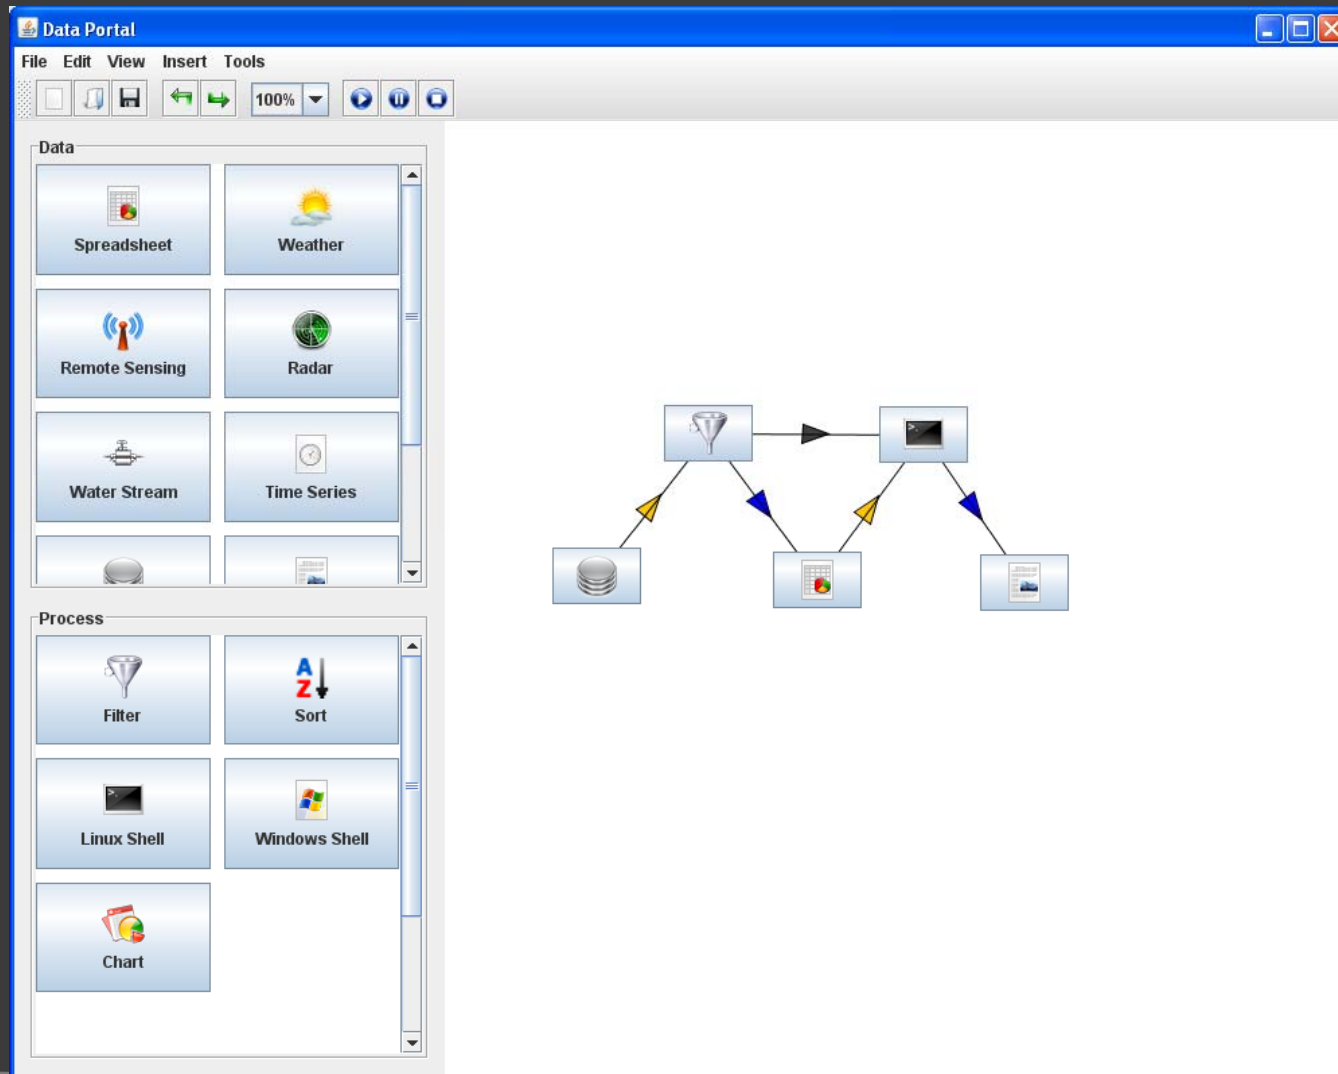 Data Portal
File Edit View Insert Tools
100%
Data
Spreadsheet Weather
Remote Sensing Radar
Water Stream Time Series
Process
Filter A Z Sort
>_ Linux Shell Windows Shell
Chart